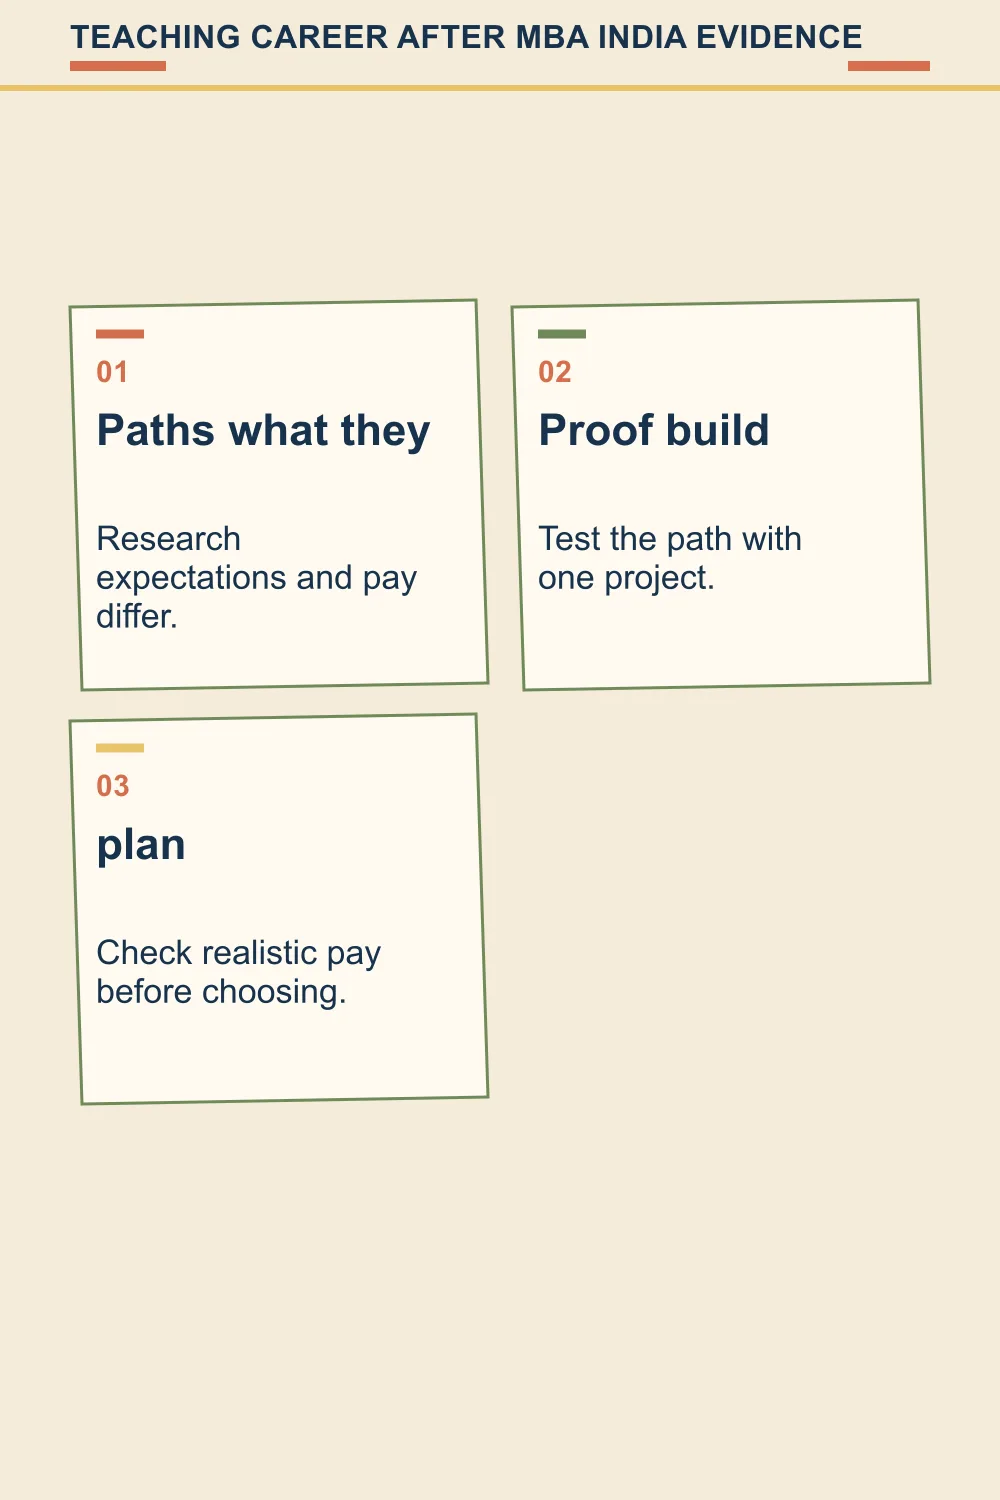 TEACHING CAREER AFTER MBA INDIA EVIDENCE
01
Paths what they
Research
expectations and pay
differ.
02
Proof build
Test the path with
one project.
03
plan
Check realistic pay
before choosing.